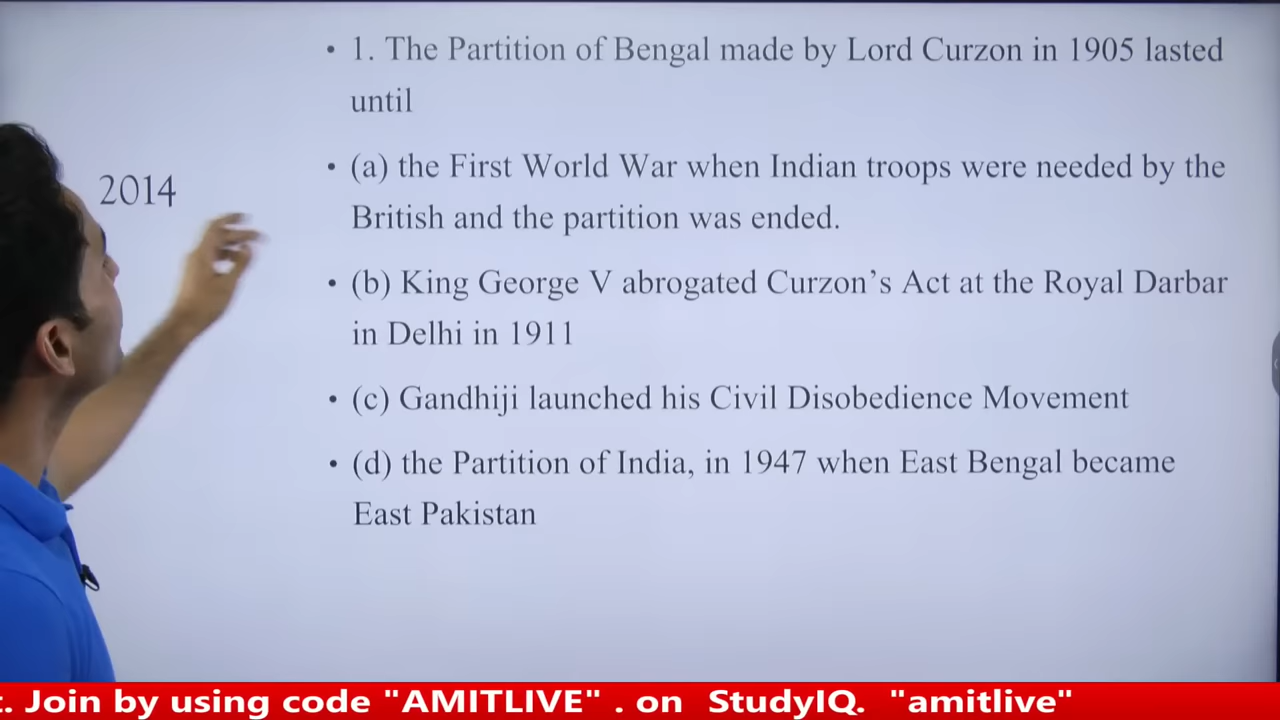 • 1. The Partition of Bengal made by Lord Curzon in 1905 lasted
until
• (a) the First World War when Indian troops were needed by the
British and the partition was ended.
2014
• (b) King George V abrogated Curzon’s Act at the Royal Darbar
in Delhi in 1911
• (c) Gandhiji launched his Civil Disobedience Movement
• (d) the Partition of India, in 1947 when East Bengal became
East Pakistan
. Join by using code "AMITLIVE" . on StudyIQ. "amitlive"